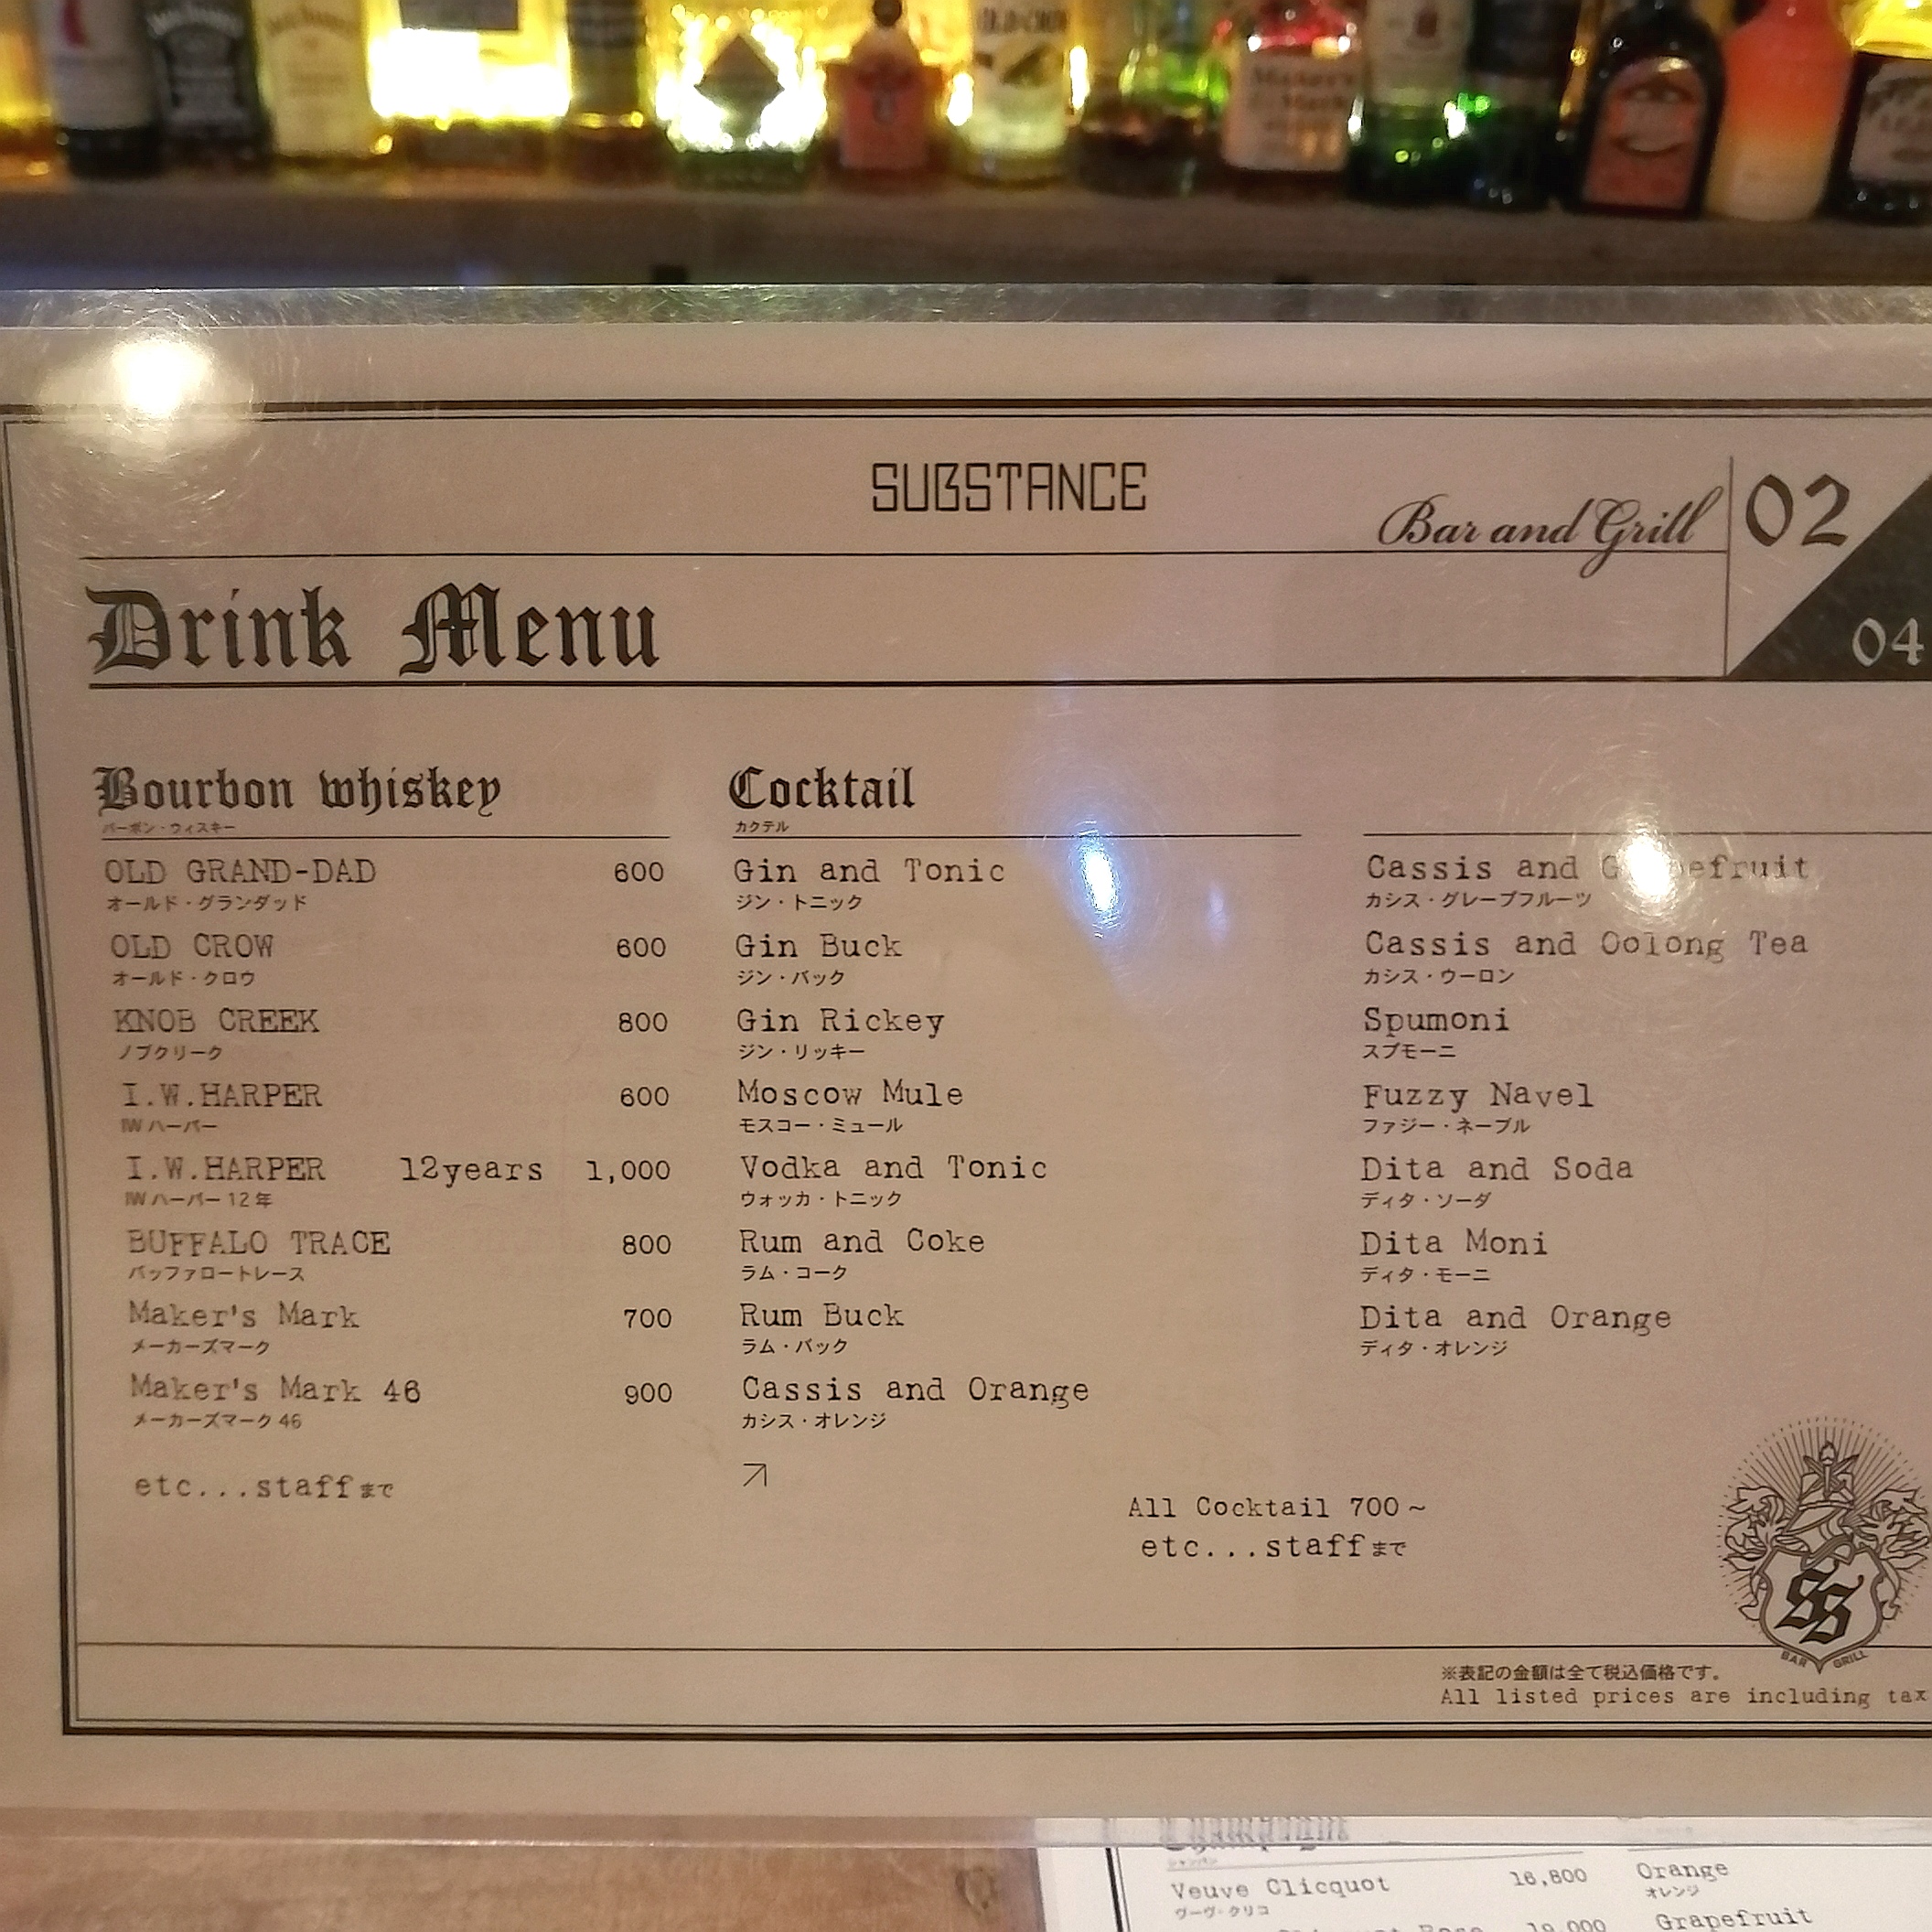 Maker's
Mark
SUBSTANCE
Bar and Grill
02
04
Drink Menu
Bourbon whiskey
バーボン・ウィスキー
OLD GRAND-DAD 600
オールド・グランダッド
OLD CROW 600
オールド・クロウ
KNOB CREEK 800
ノブクリーク
I.W.HARPER 600
IW ハーパー
I.W.HARPER 12years 1,000
IW ハーパー 12 年
BUFFALO TRACE 800
バッファロートレース
Maker's Mark 700
メーカーズマーク
Maker's Mark 46 900
メーカーズマーク 46
etc...staffまで
Cocktail
カクテル
Gin and Tonic
ジン・トニック
Gin Buck
ジン・バック
Gin Rickey
ジン・リッキー
Moscow Mule
モスコー・ミュール
Vodka and Tonic
ウォッカ・トニック
Rum and Coke
ラム・コーク
Rum Buck
ラム・バック
Cassis and Orange
カシス・オレンジ
Cassis and Grapefruit
カシス・グレープフルーツ
Cassis and Oolong Tea
カシス・ウーロン
Spumoni
スプモーニ
Fuzzy Navel
ファジー・ネーブル
Dita and Soda
ディタ・ソーダ
Dita Moni
ディタ・モーニ
Dita and Orange
ディタ・オレンジ
All Cocktail 700~
etc...staffまで
SS
BAR GRILL
※表記の金額は全て税込価格です。
All listed prices are including tax
Veuve Clicquot 16,800
ヴーヴ・クリコ
19,000
Orange
オレンジ
Grapefruit